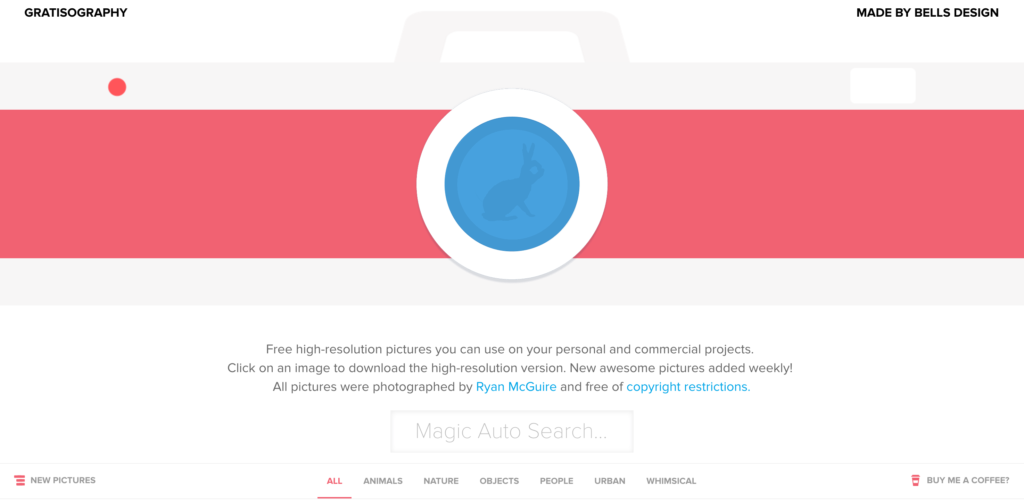 GRATISOGRAPHY
MADE BY BELLS DESIGN
Free high-resolution pictures you can use on your personal and commercial projects.
Click on an image to download the high-resolution version. New awesome pictures added weekly!
All pictures were photographed by Ryan McGuire and free of copyright restrictions.
Magic Auto Search...
NEW PICTURES
ALL ANIMALS NATURE OBJECTS PEOPLE URBAN WHIMSICAL
BUY ME A COFFEE?